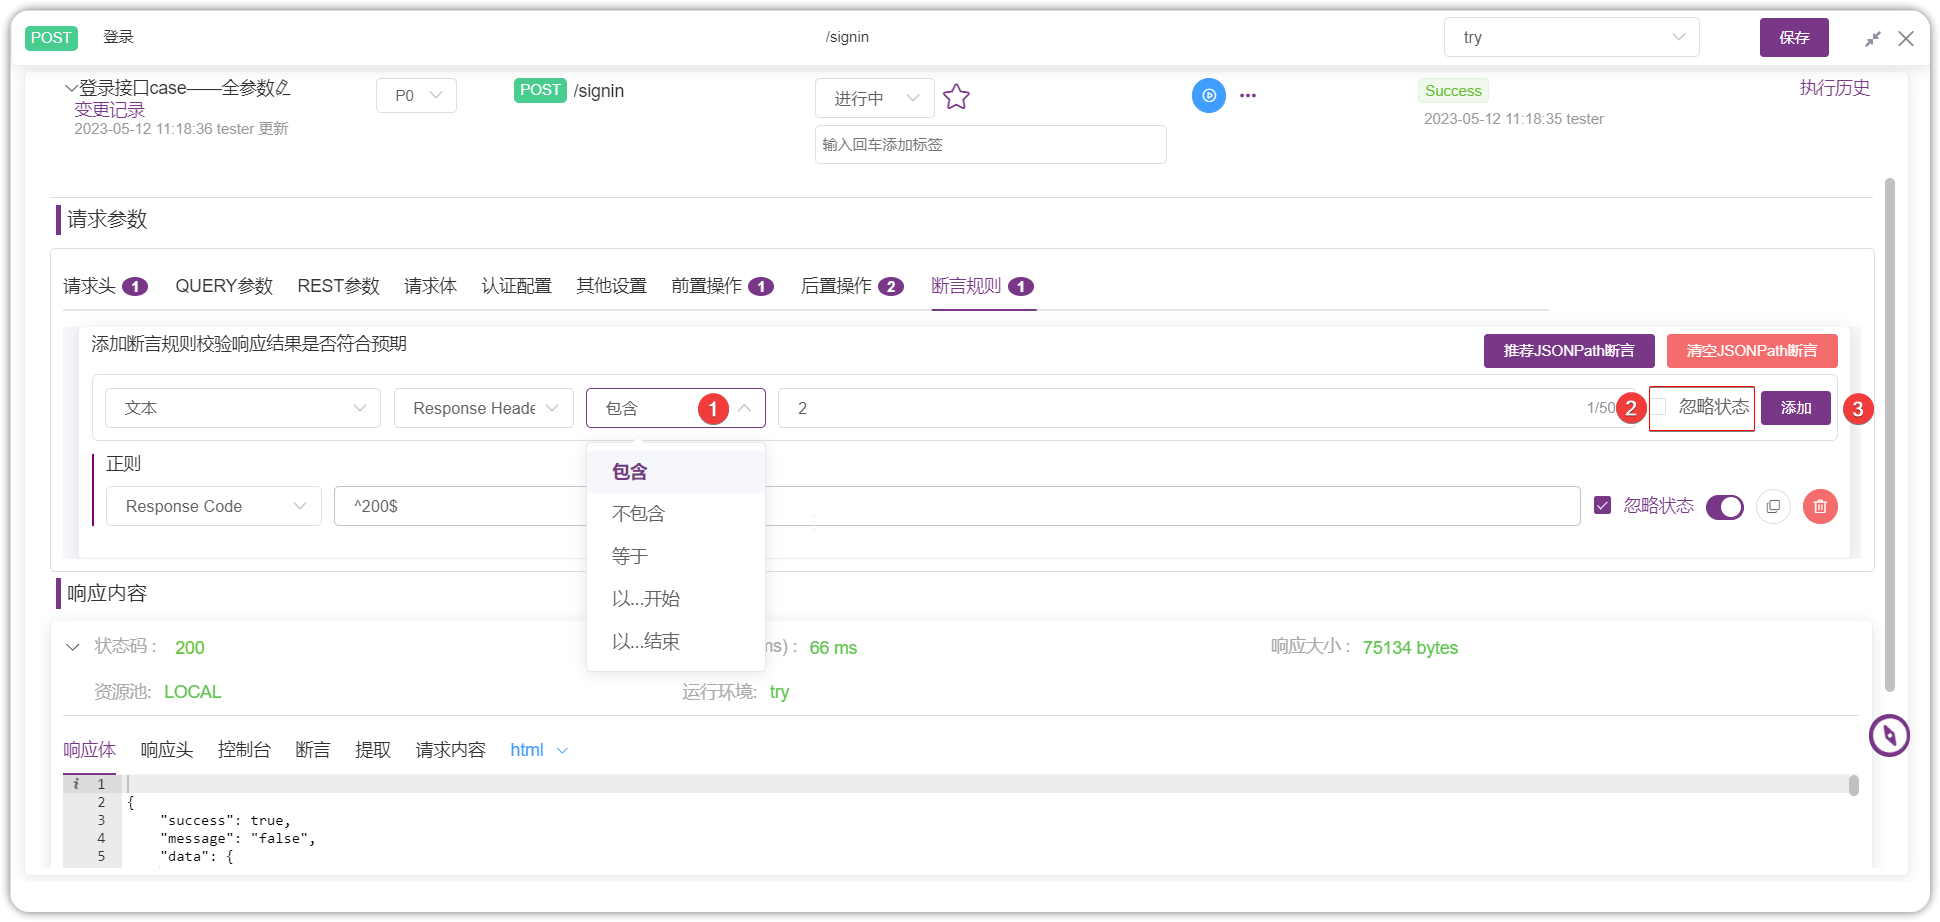 POST 登录 /signin try 保存
登录接口case——全参数 P0 POST /signin 进行中 Success 执行历史
变更记录
2023-05-12 11:18:36 tester 更新
2023-05-12 11:18:35 tester
输入回车添加标签
请求参数
请求头 1 QUERY参数 REST参数 请求体 认证配置 其他设置 前置操作 1 后置操作 2 断言规则 1
添加断言规则校验响应结果是否符合预期 推荐JSONPath断言 清空JSONPath断言
文本 Response Heade 包含 1 2 1/50 2 忽略状态 添加 3
正则
Response Code ^200$ 忽略状态
包含
不包含
等于
以...开始
以...结束
响应内容
状态码： 200 ms)： 66 ms 响应大小： 75134 bytes
资源池: LOCAL 运行环境: try
响应体 响应头 控制台 断言 提取 请求内容 html
i 1
2 {
3 "success": true,
4 "message": "false",
5 "data": {